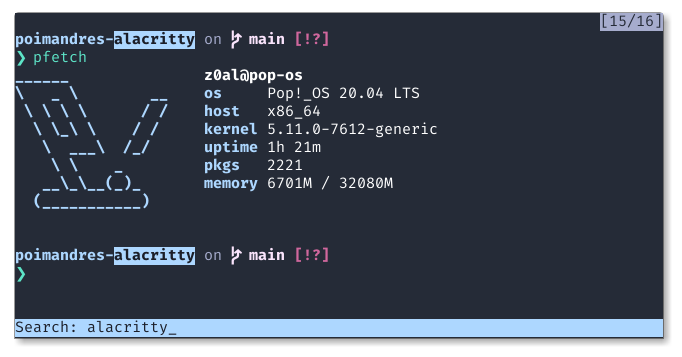 [15/16]
poimandres-alacritty on main [!?]
❯ pfetch
z0al@pop-os
os Pop!_OS 20.04 LTS
host x86_64
kernel 5.11.0-7612-generic
uptime 1h 21m
pkgs 2221
memory 6701M / 32080M
poimandres-alacritty on main [!?]
❯
Search: alacritty_